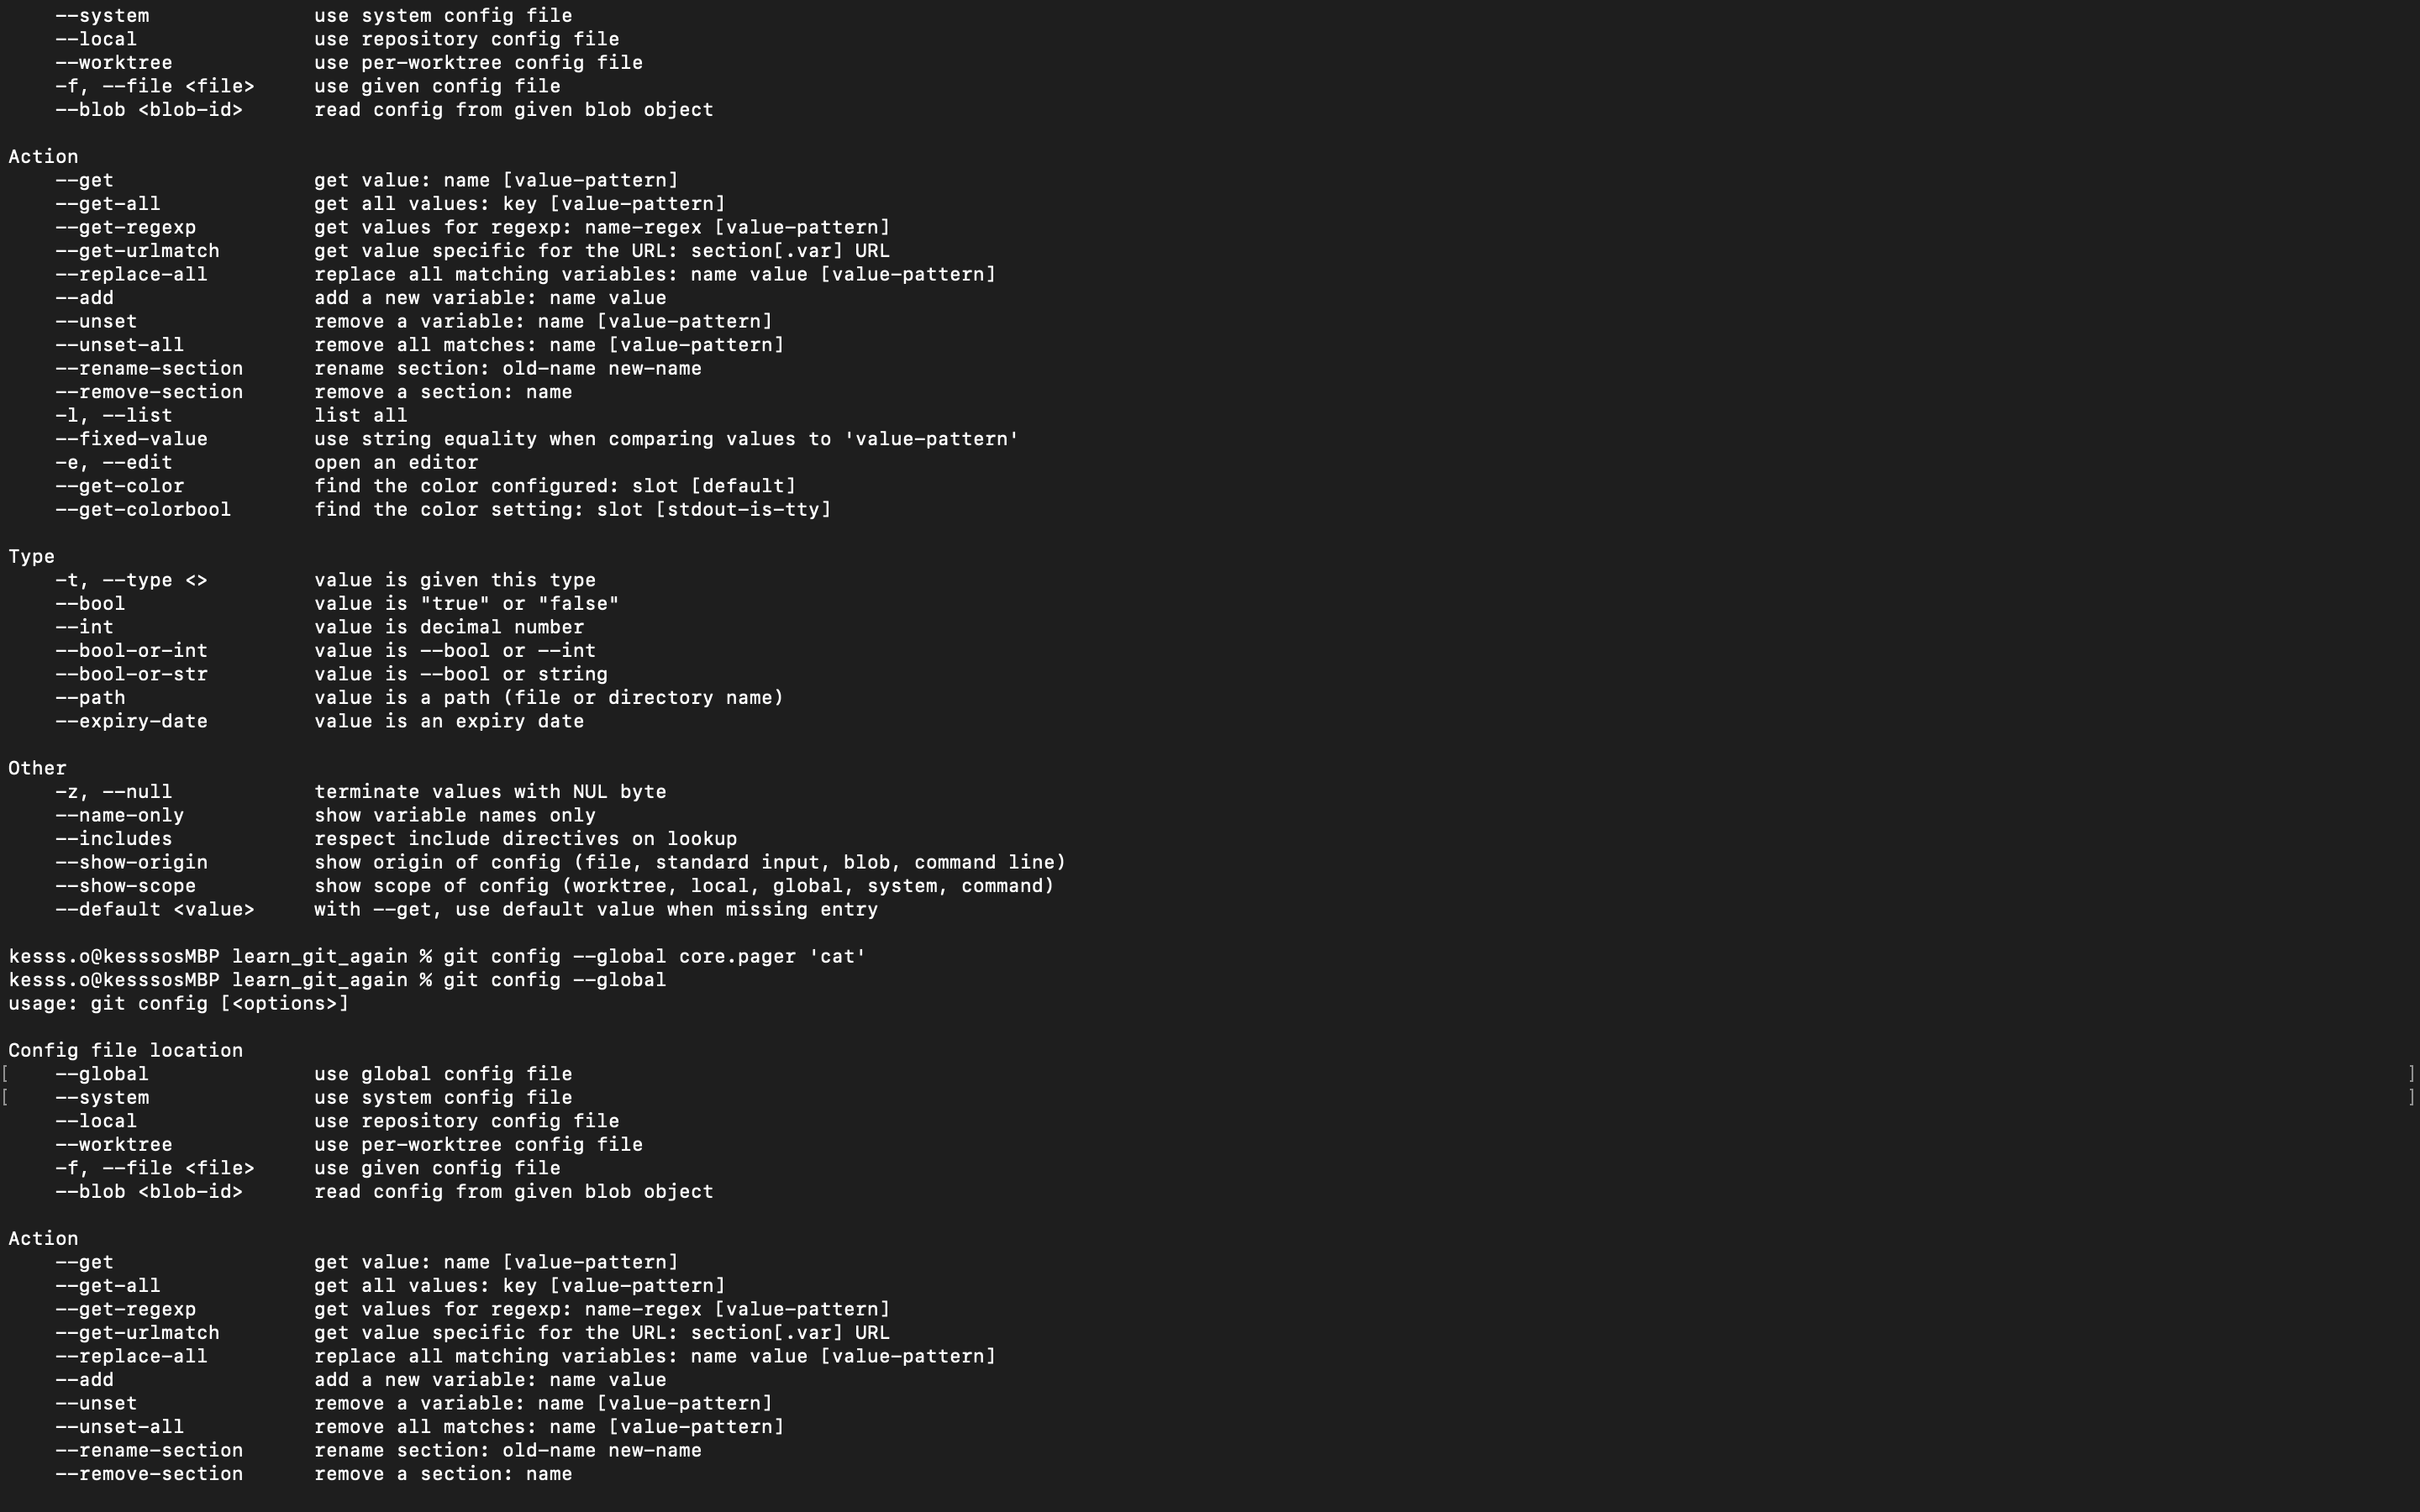 --system use system config file
--local use repository config file
--worktree use per-worktree config file
-f, --file <file> use given config file
--blob <blob-id> read config from given blob object
Action
--get get value: name [value-pattern]
--get-all get all values: key [value-pattern]
--get-regexp get values for regexp: name-regex [value-pattern]
--get-urlmatch get value specific for the URL: section[.var] URL
--replace-all replace all matching variables: name value [value-pattern]
--add add a new variable: name value
--unset remove a variable: name [value-pattern]
--unset-all remove all matches: name [value-pattern]
--rename-section rename section: old-name new-name
--remove-section remove a section: name
-l, --list list all
--fixed-value use string equality when comparing values to 'value-pattern'
-e, --edit open an editor
--get-color find the color configured: slot [default]
--get-colorbool find the color setting: slot [stdout-is-tty]
Type
-t, --type <> value is given this type
--bool value is "true" or "false"
--int value is decimal number
--bool-or-int value is --bool or --int
--bool-or-str value is --bool or string
--path value is a path (file or directory name)
--expiry-date value is an expiry date
Other
-z, --null terminate values with NUL byte
--name-only show variable names only
--includes respect include directives on lookup
--show-origin show origin of config (file, standard input, blob, command line)
--show-scope show scope of config (worktree, local, global, system, command)
--default <value> with --get, use default value when missing entry
kesss.o@kesssosMBP learn_git_again % git config --global core.pager 'cat'
kesss.o@kesssosMBP learn_git_again % git config --global
usage: git config [<options>]
Config file location
[ --global use global config file ]
[ --system use system config file ]
--local use repository config file
--worktree use per-worktree config file
-f, --file <file> use given config file
--blob <blob-id> read config from given blob object
Action
--get get value: name [value-pattern]
--get-all get all values: key [value-pattern]
--get-regexp get values for regexp: name-regex [value-pattern]
--get-urlmatch get value specific for the URL: section[.var] URL
--replace-all replace all matching variables: name value [value-pattern]
--add add a new variable: name value
--unset remove a variable: name [value-pattern]
--unset-all remove all matches: name [value-pattern]
--rename-section rename section: old-name new-name
--remove-section remove a section: name